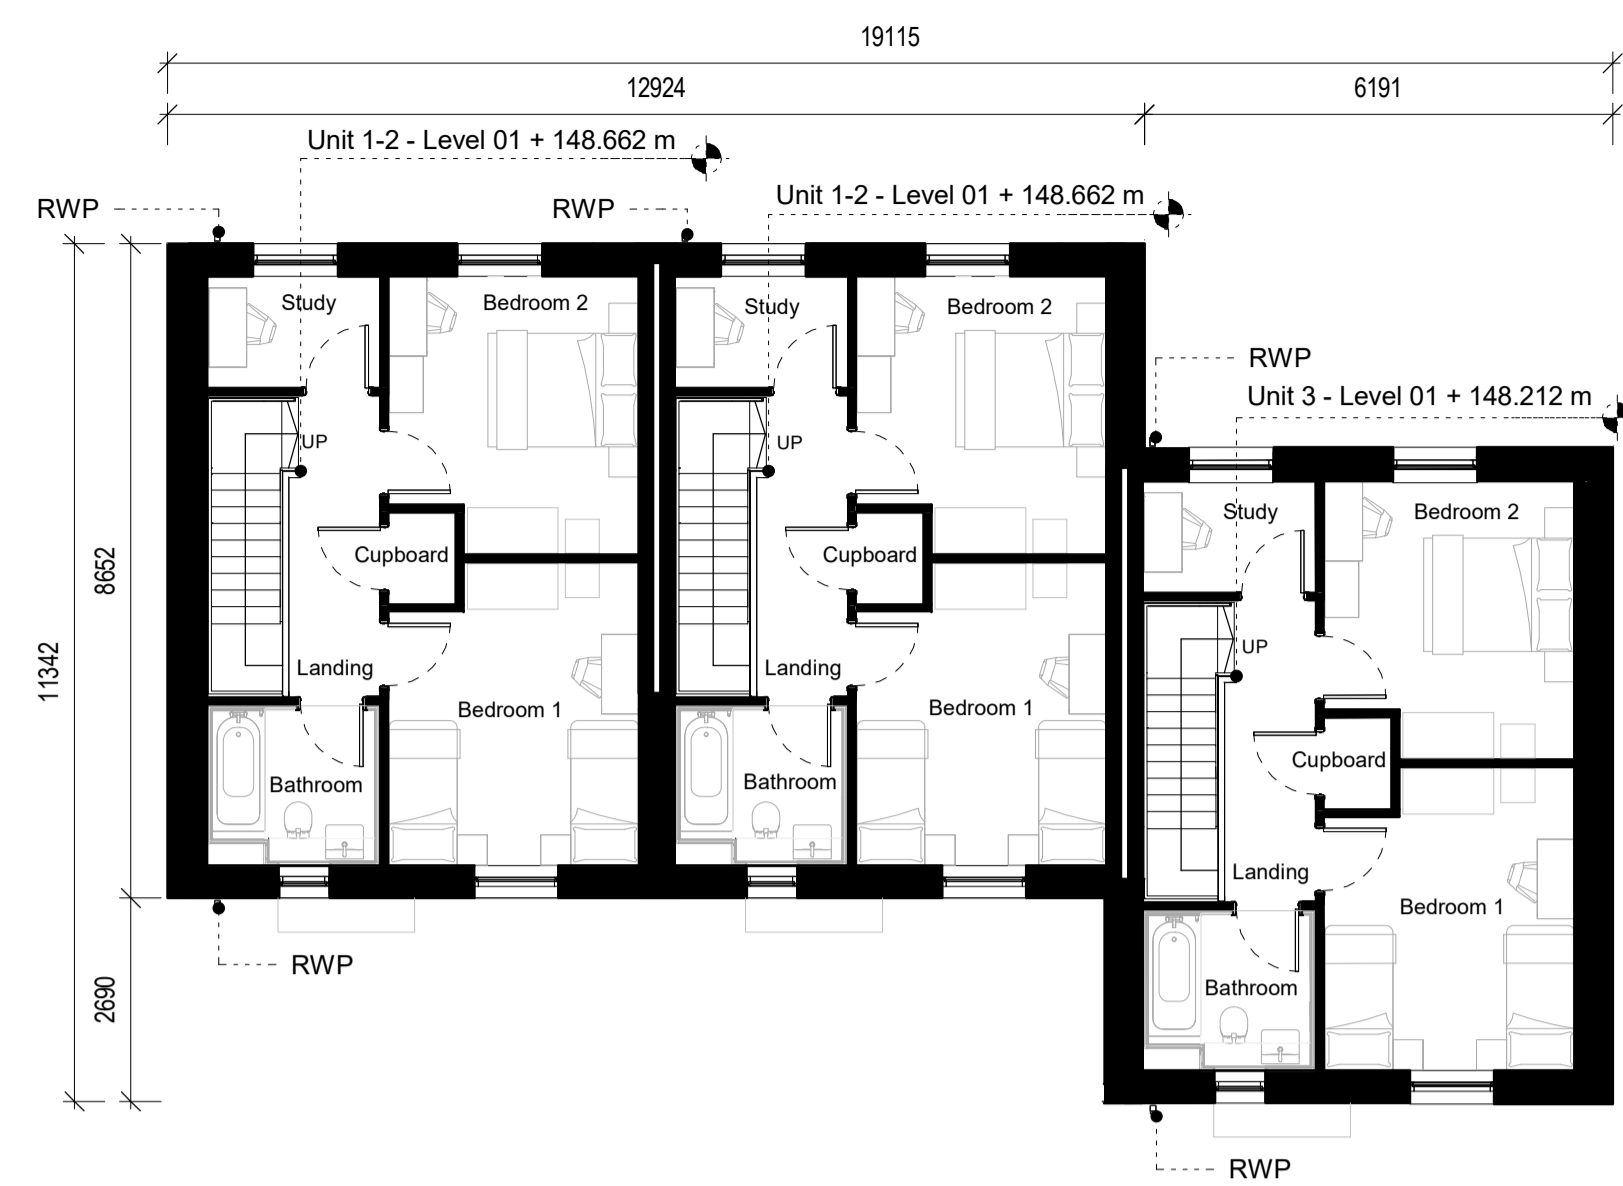 19115
12924
6191
Unit 1-2 - Level 01 + 148.662 m
Unit 1-2 - Level 01 + 148.662 m
RWP
RWP
Study
Bedroom 2
Study
Bedroom 2
RWP
Unit 3 - Level 01 + 148.212 m
UP
UP
Study
Bedroom 2
8652
Cupboard
Cupboard
11342
UP
Landing
Landing
Bedroom 1
Bedroom 1
Cupboard
Bathroom
Bathroom
Landing
Bedroom 1
RWP
2690
Bathroom
RWP